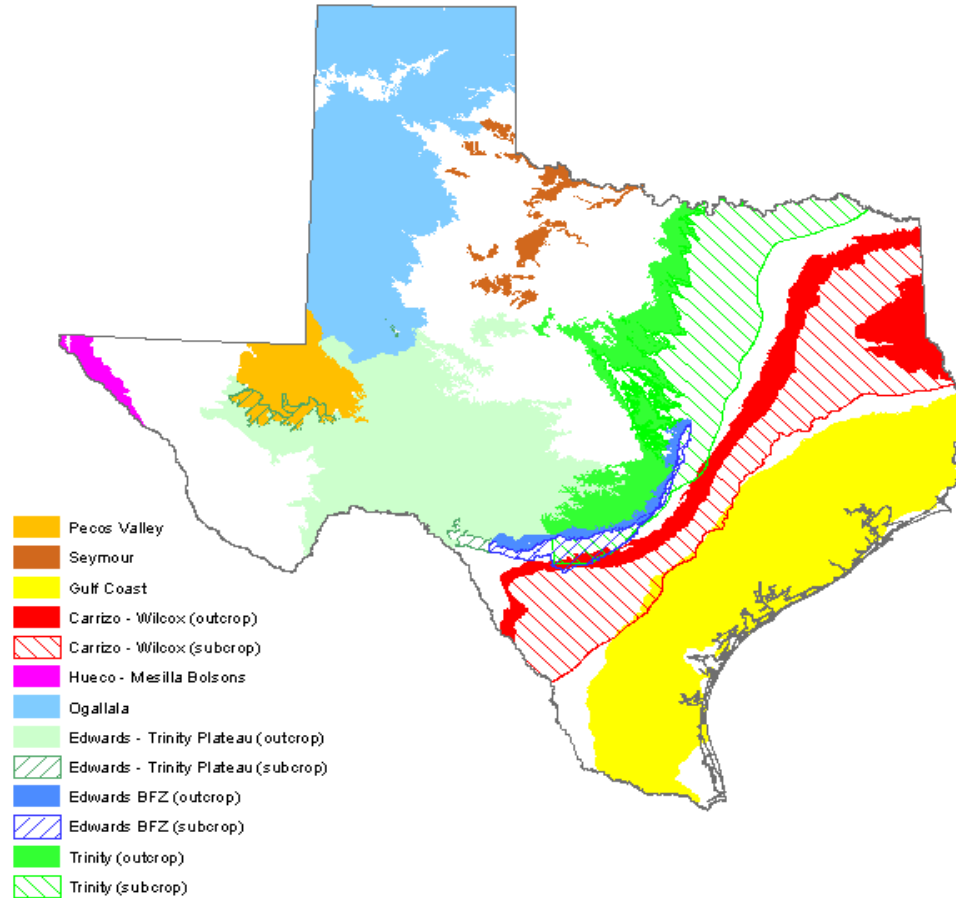 Pecos Valley
Seymour
Gulf Coast
Carrizo - Wilcox (outcrop)
Carrizo - Wilcox (subcrop)
Hueco - Mesilla Bolsons
Ogallala
Edwards - Trinity Plateau (outcrop)
Edwards - Trinity Plateau (subcrop)
Edwards BFZ (outcrop)
Edwards BFZ (subcrop)
Trinity (outcrop)
Trinity (subcrop)